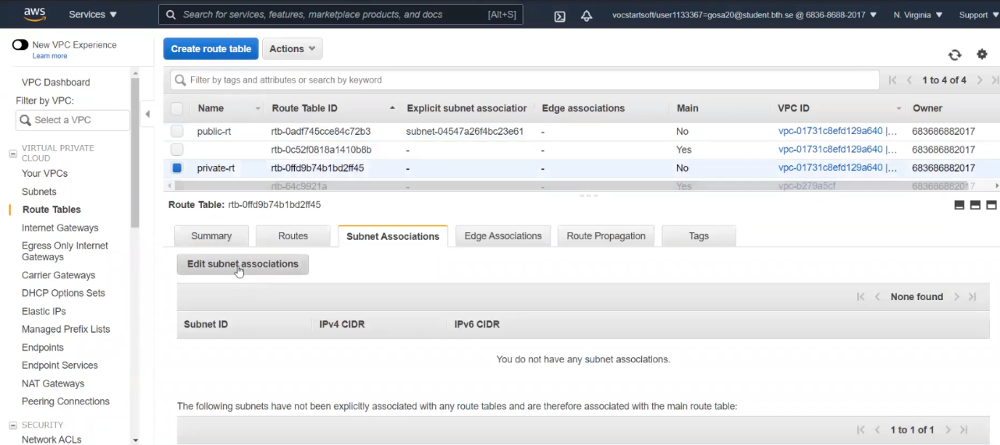 aws Services Search for services, features, marketplace products, and docs [Alt+S] vocstartsoft/user1133367=gosa20@student.bth.se @ 6836-8688-2017 N. Virginia Support
New VPC Experience
Learn more
VPC Dashboard
Filter by VPC:
Select a VPC
VIRTUAL PRIVATE
CLOUD
Your VPCs
Subnets
Route Tables
Internet Gateways
Egress Only Internet
Gateways
Carrier Gateways
DHCP Options Sets
Elastic IPs
Managed Prefix Lists
Endpoints
Endpoint Services
NAT Gateways
Peering Connections
SECURITY
Network ACLs
Create route table Actions
Filter by tags and attributes or search by keyword 1 to 4 of 4
Name Route Table ID Explicit subnet association Edge associations Main VPC ID Owner
public-rt rtb-0adf745cce84c72b3 subnet-04547a26f4bc23e61 - No vpc-01731c8efd129a640 |... 683686882017
rtb-0c52f0818a1410b8b - - Yes vpc-01731c8efd129a640 |... 683686882017
private-rt rtb-0ffd9b74b1bd2ff45 - - No vpc-01731c8efd129a640 |... 683686882017
rtb-64c9921a - - Yes vpc-b279a5cf 683686882017
Route Table: rtb-0ffd9b74b1bd2ff45
Summary Routes Subnet Associations Edge Associations Route Propagation Tags
Edit subnet associations
None found
Subnet ID IPv4 CIDR IPv6 CIDR
You do not have any subnet associations.
The following subnets have not been explicitly associated with any route tables and are therefore associated with the main route table:
1 to 1 of 1